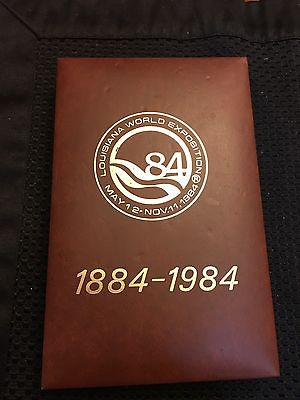 LOUISIANA WORLD EXPOSITION
84
MAY 12-NOV.11,1984
1884-1984